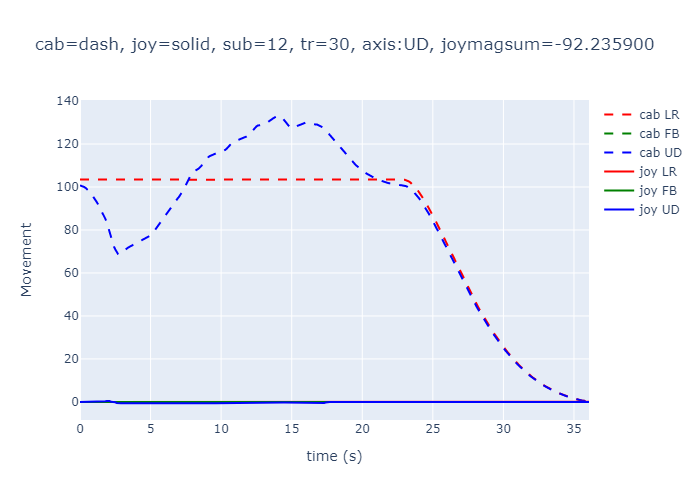 cab=dash, joy=solid, sub=12, tr=30, axis:UD, joymagsum=-92.235900
140
120
100
80
60
40
20
0
Movement
0 5 10 15 20 25 30 35
time (s)
cab LR
cab FB
cab UD
joy LR
joy FB
joy UD